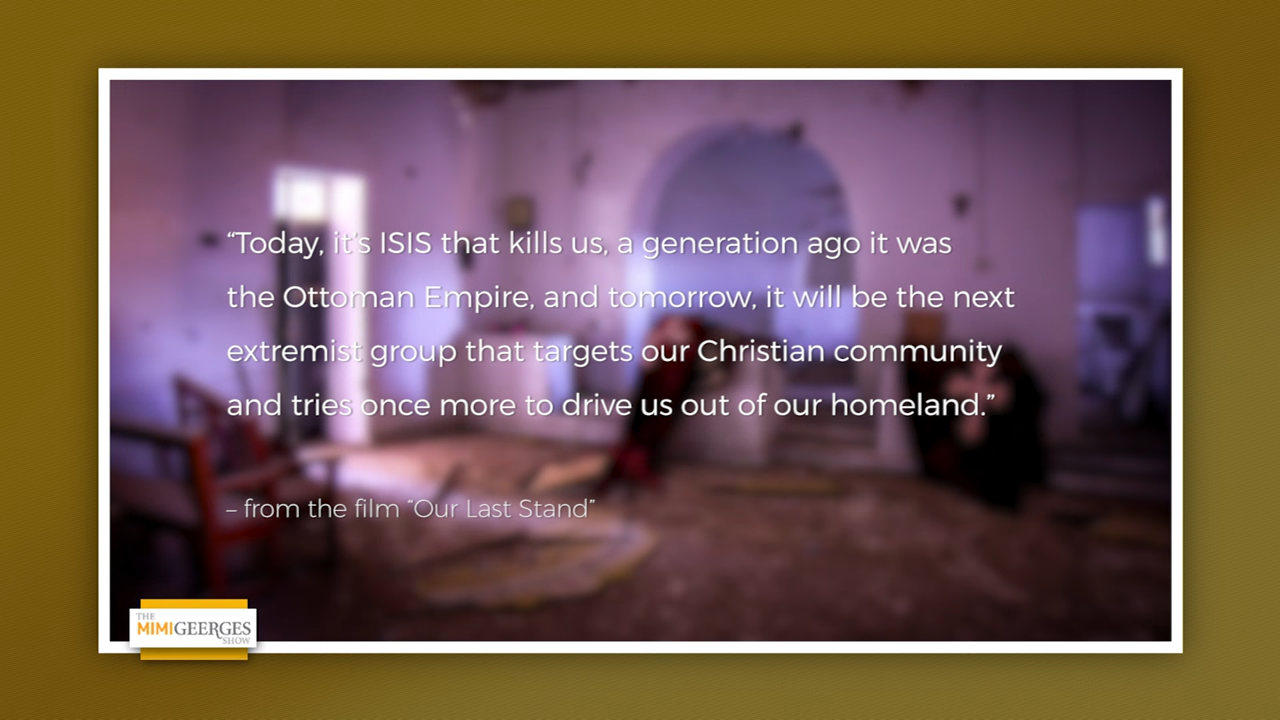 “Today, it’s ISIS that kills us, a generation ago it was
the Ottoman Empire, and tomorrow, it will be the next
extremist group that targets our Christian community
and tries once more to drive us out of our homeland.”
– from the film “Our Last Stand”
THE
MIMIGEERGES
SHOW